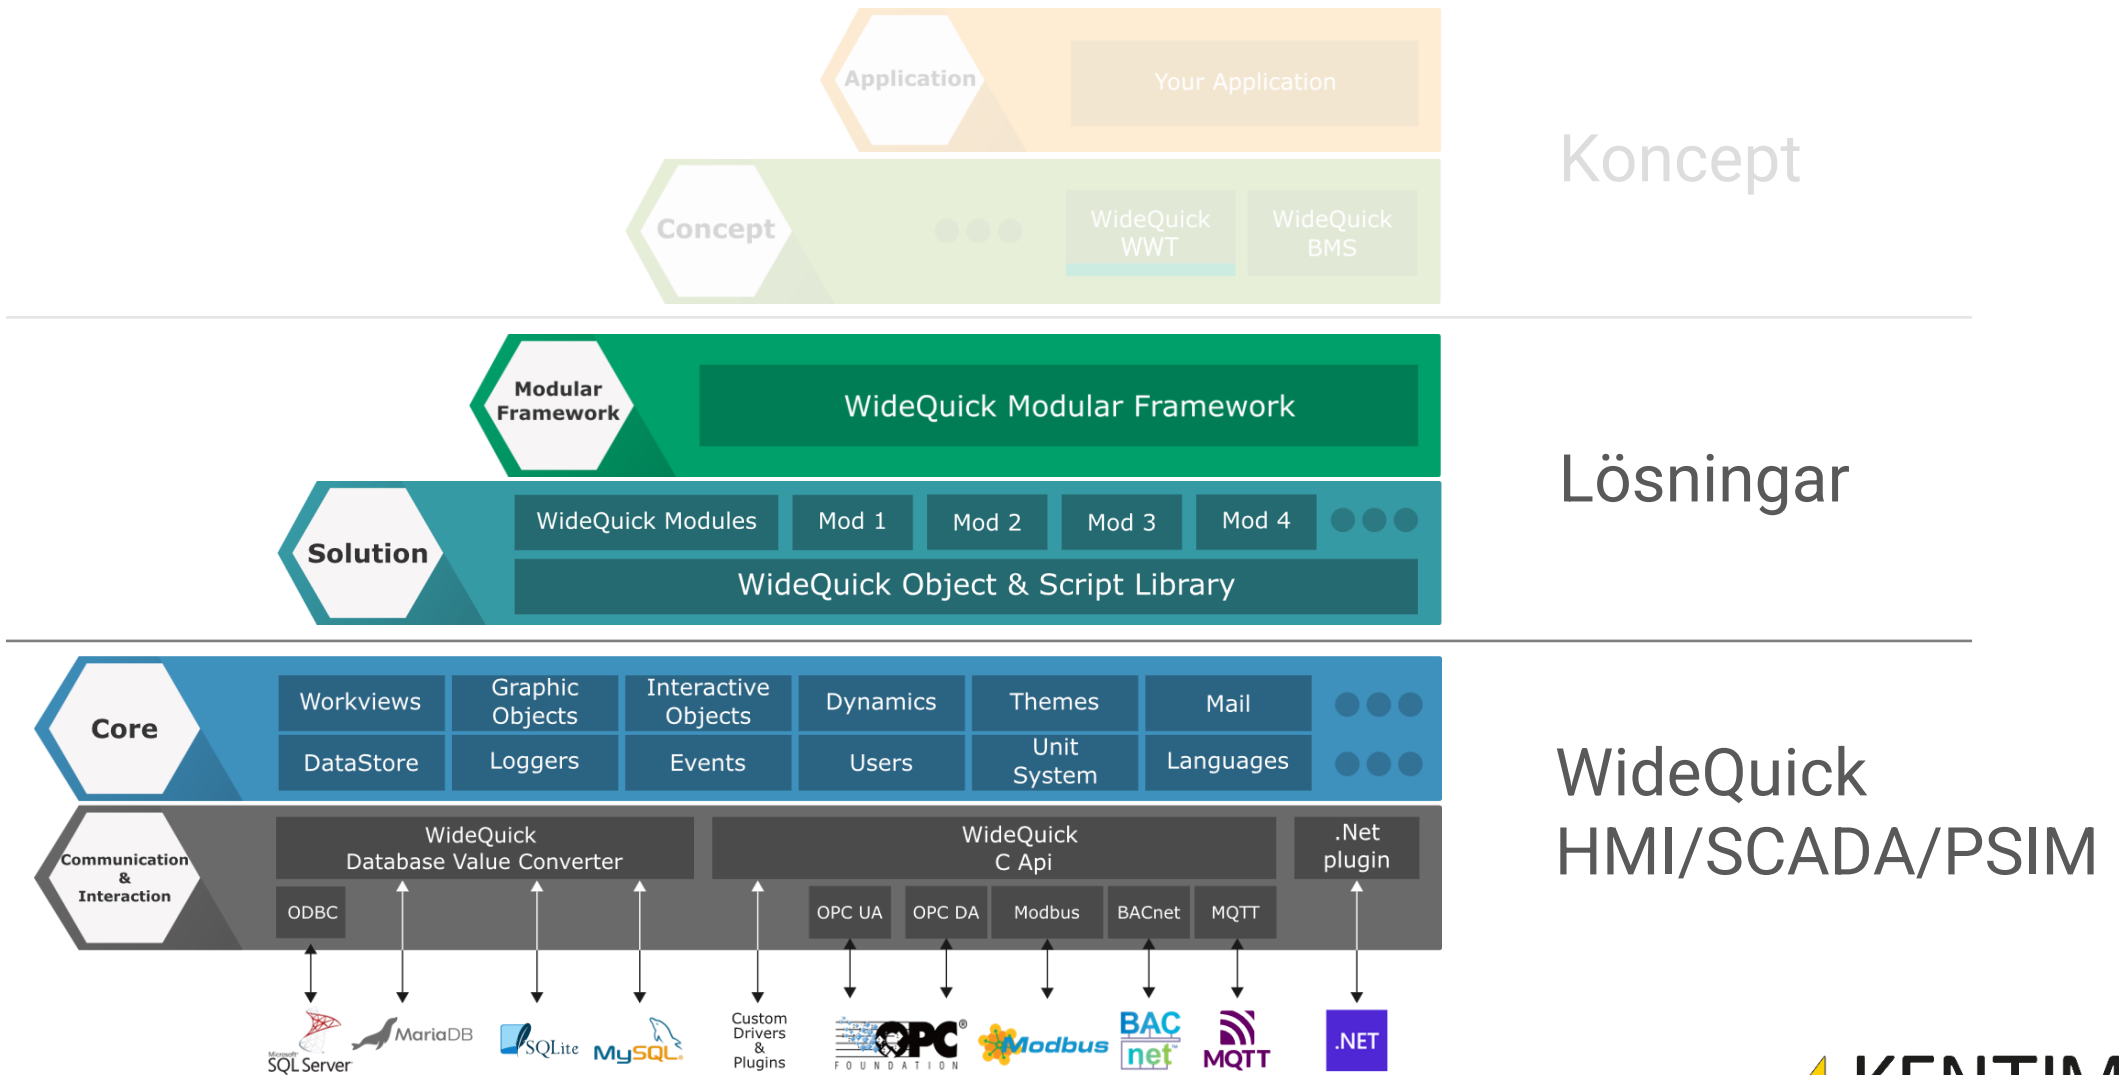 Application
Your Application
Koncept
Concept
WideQuick
WWT
WideQuick
BMS
Modular
Framework
WideQuick Modular Framework
Lösningar
Solution
WideQuick Modules
Mod 1
Mod 2
Mod 3
Mod 4
WideQuick Object & Script Library
Core
Workviews
Graphic
Objects
Interactive
Objects
Dynamics
Themes
Mail
DataStore
Loggers
Events
Users
Unit
System
Languages
WideQuick
HMI/SCADA/PSIM
Communication
&
Interaction
WideQuick
Database Value Converter
WideQuick
C Api
.Net
plugin
ODBC
OPC UA
OPC DA
Modbus
BACnet
MQTT
Microsoft
SQL Server
MariaDB
SQLite
MySQL
Custom
Drivers
&
Plugins
OPC
FOUNDATION
Modbus
BAC
net
MQTT
.NET